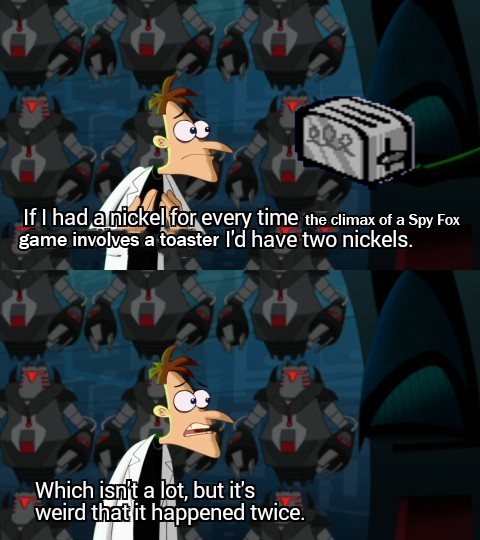 If I had a nickel for every time the climax of a Spy Fox
game involves a toaster I'd have two nickels.
Which isn't a lot, but it's
weird that it happened twice.